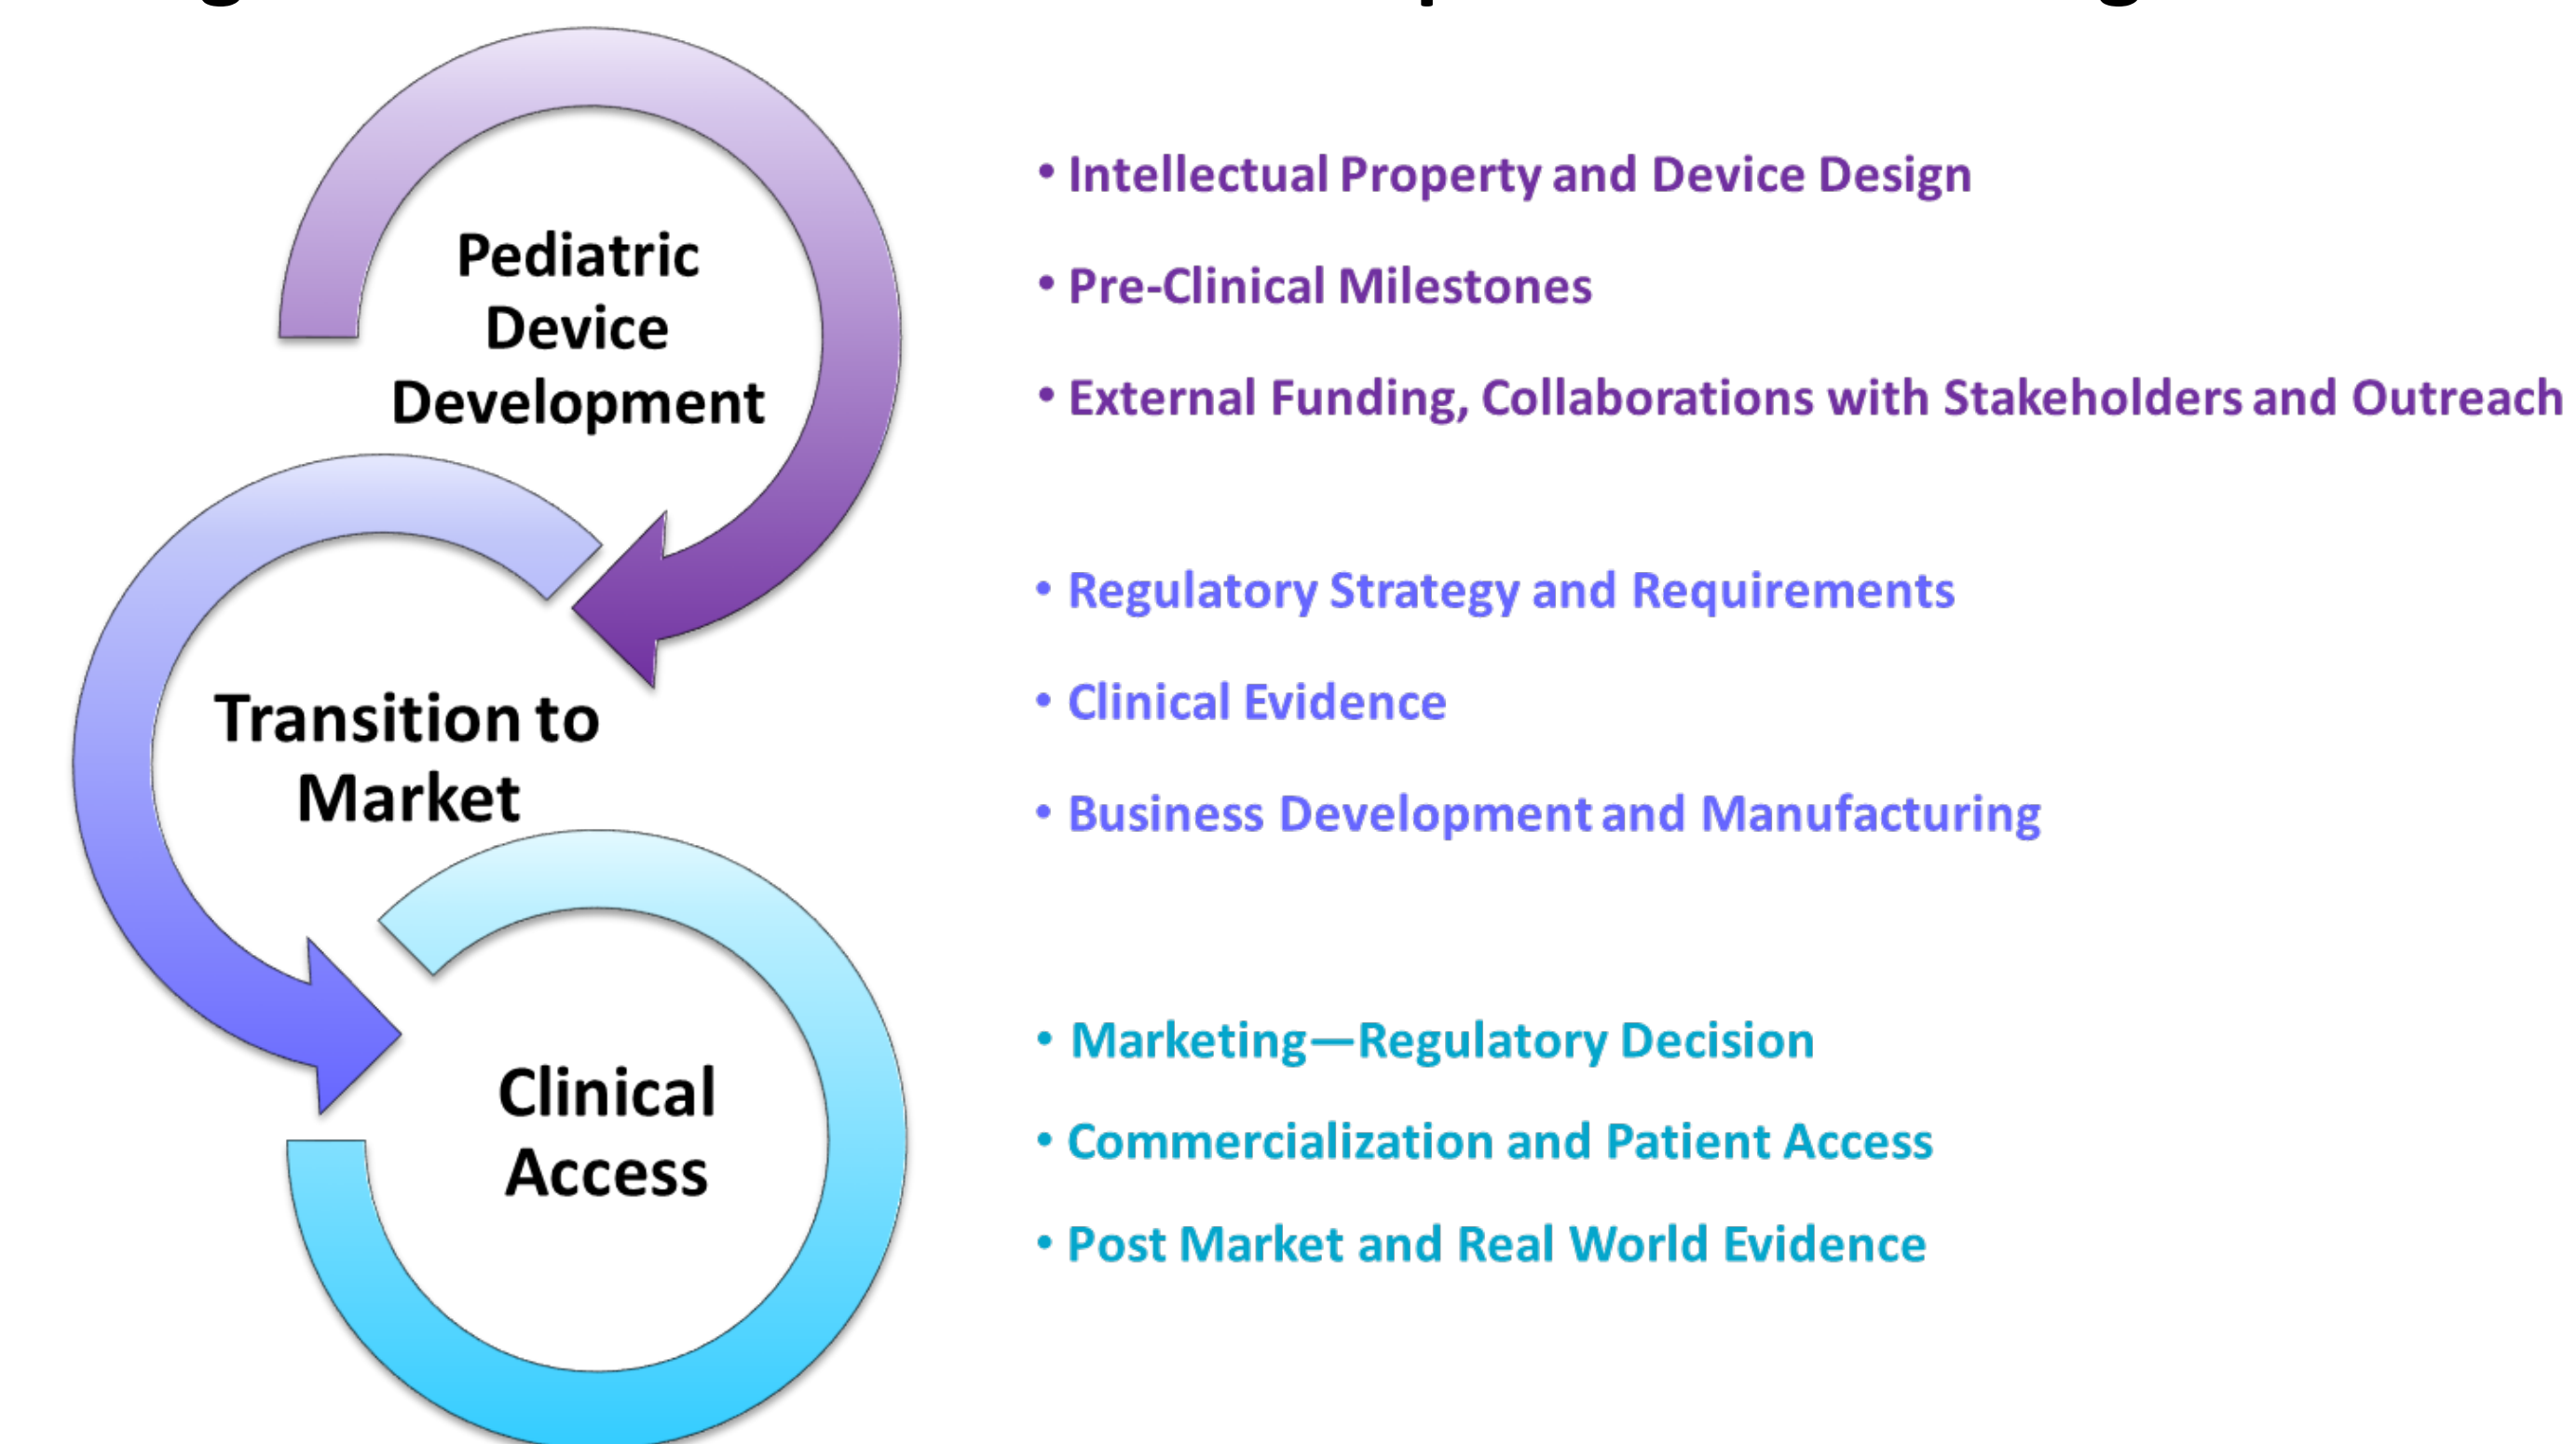 Pediatric
Device
Development
• Intellectual Property and Device Design
• Pre-Clinical Milestones
• External Funding, Collaborations with Stakeholders and Outreach
Transition to
Market
• Regulatory Strategy and Requirements
• Clinical Evidence
• Business Development and Manufacturing
Clinical
Access
• Marketing—Regulatory Decision
• Commercialization and Patient Access
• Post Market and Real World Evidence